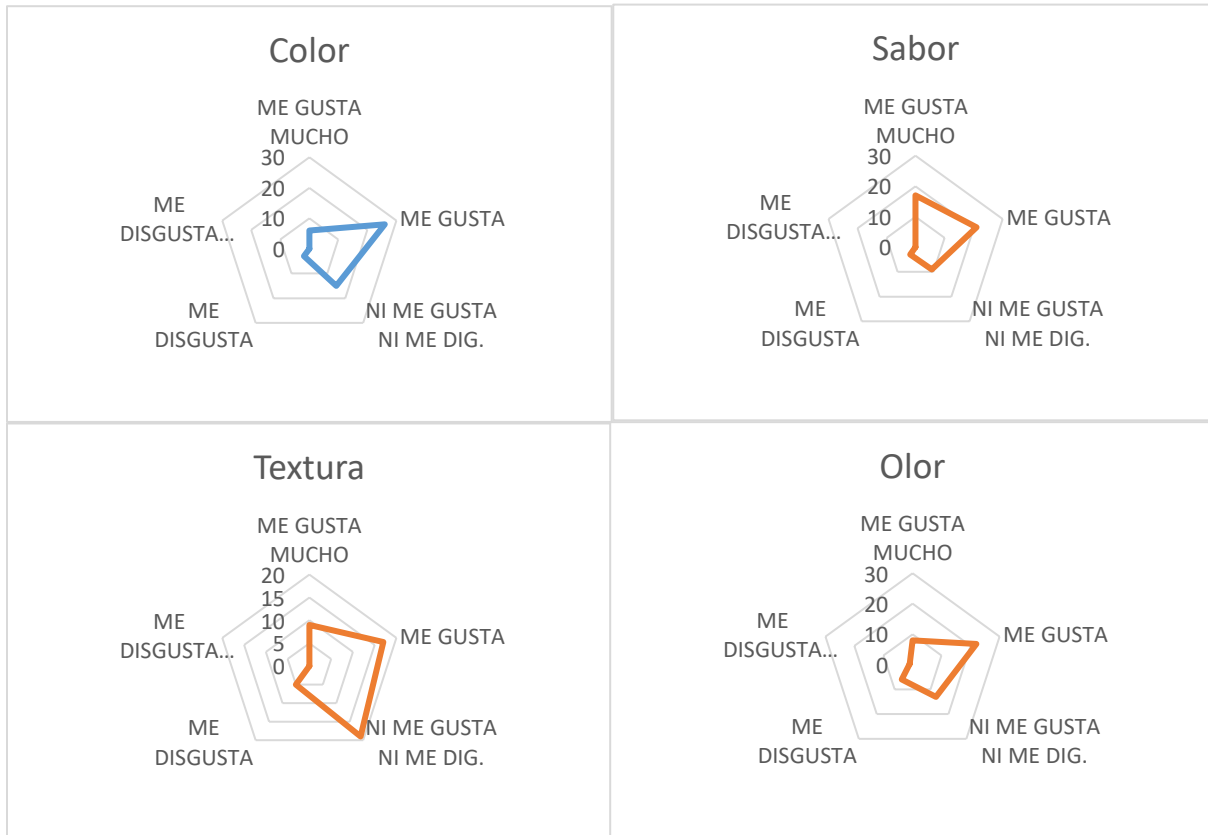 Color
ME GUSTA
MUCHO
30
20
10
0
ME GUSTA
NI ME GUSTA
NI ME DIG.
ME
DISGUSTA
ME
DISGUSTA...
Sabor
ME GUSTA
MUCHO
30
20
10
0
ME GUSTA
NI ME GUSTA
NI ME DIG.
ME
DISGUSTA
ME
DISGUSTA...
Textura
ME GUSTA
MUCHO
20
15
10
5
0
ME GUSTA
NI ME GUSTA
NI ME DIG.
ME
DISGUSTA
ME
DISGUSTA...
Olor
ME GUSTA
MUCHO
30
20
10
0
ME GUSTA
NI ME GUSTA
NI ME DIG.
ME
DISGUSTA
ME
DISGUSTA...